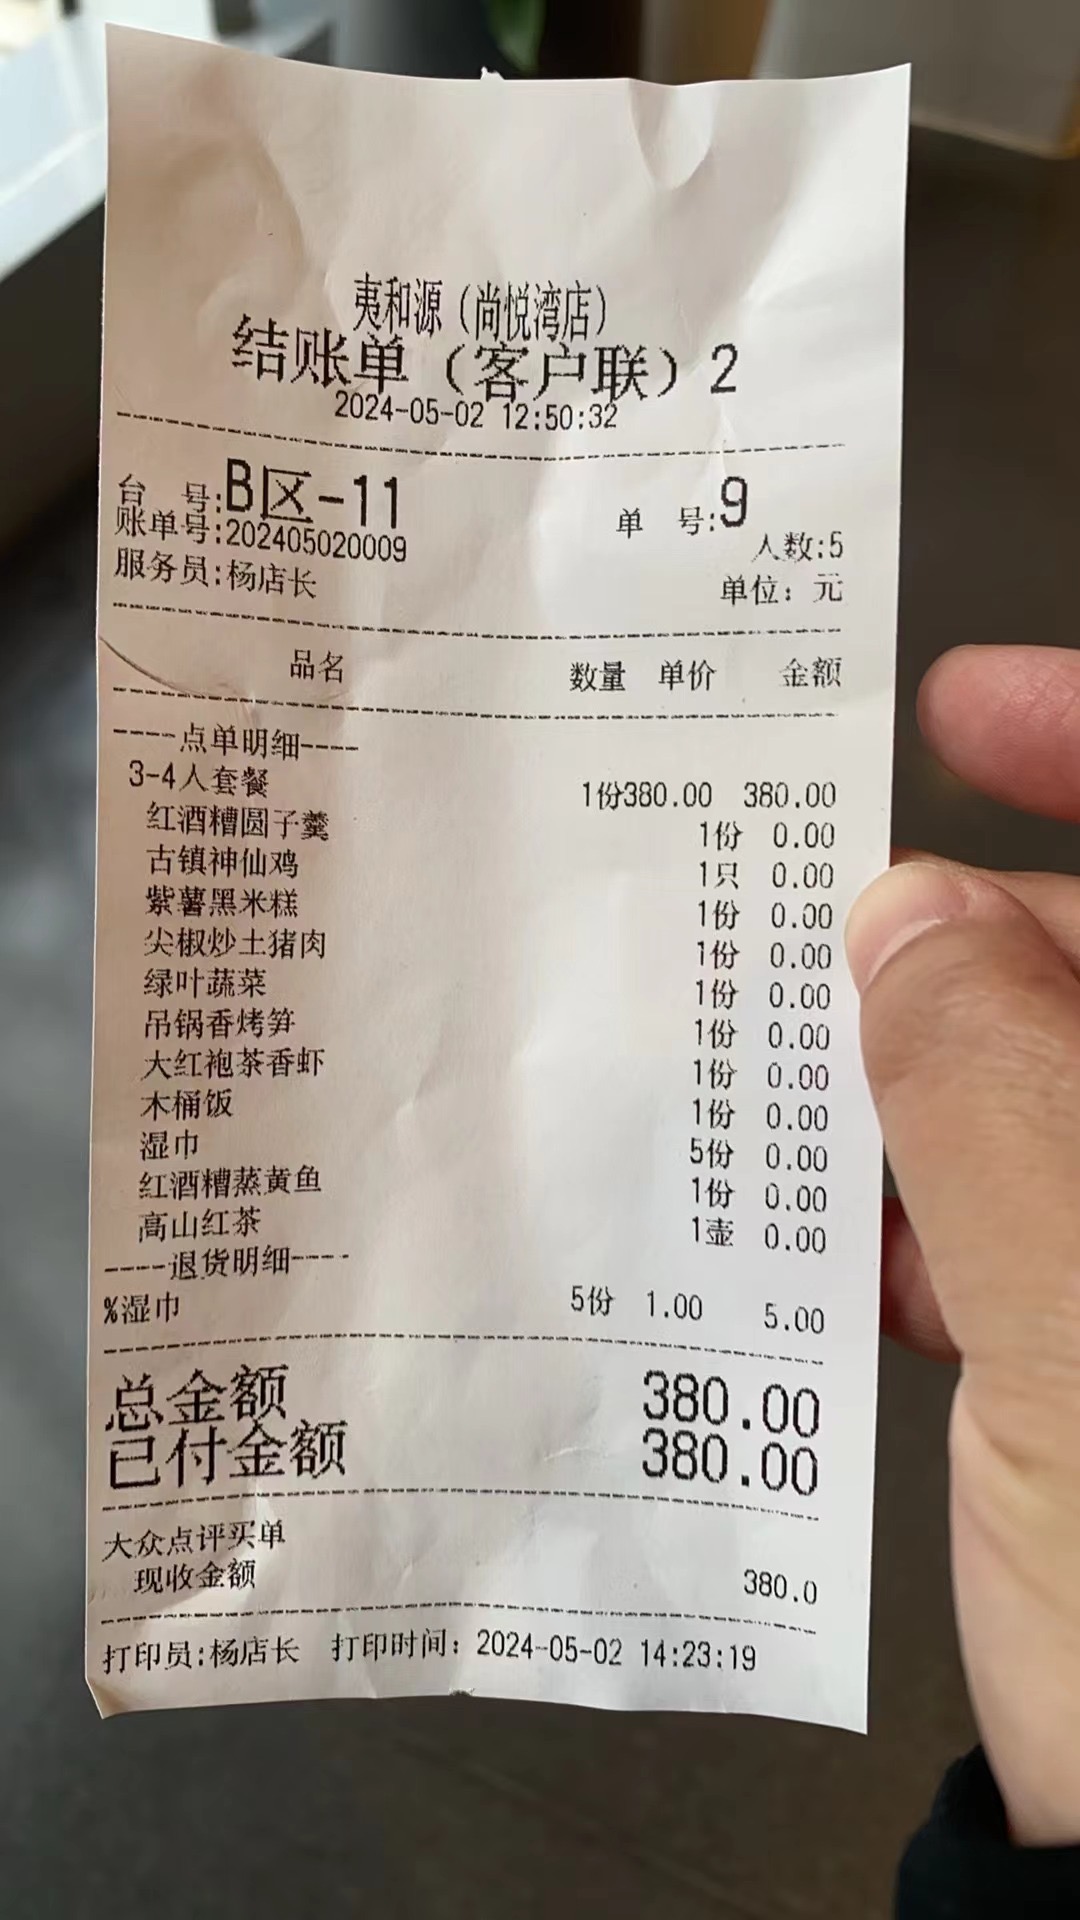 夷和源（尚悦湾店）
结账单（客户联）2
2024-05-02 12:50:32
台 号:B区-11 单 号:9
账单号:202405020009 人数:5
服务员:杨店长 单位：元
品名 数量 单价 金额
----点单明细----
3-4人套餐 1份380.00 380.00
红酒糟圆子羹 1份 0.00
古镇神仙鸡 1只 0.00
紫薯黑米糕 1份 0.00
尖椒炒土猪肉 1份 0.00
绿叶蔬菜 1份 0.00
吊锅香烤笋 1份 0.00
大红袍茶香虾 1份 0.00
木桶饭 1份 0.00
湿巾 5份 0.00
红酒糟蒸黄鱼 1份 0.00
高山红茶 1壶 0.00
----退货明细----
%湿巾 5份 1.00 5.00
总金额 380.00
已付金额 380.00
大众点评买单
现收金额 380.0
打印员:杨店长 打印时间：2024-05-02 14:23:19